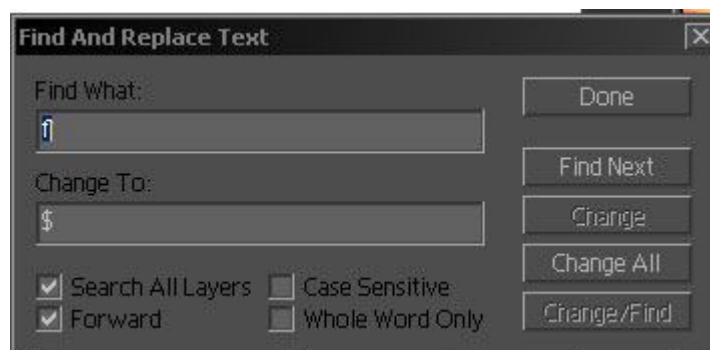 Find And Replace Text
Find What:
Done
Find Next
Change To:
$
Change
Change All
Search All Layers
Case Sensitive
Forward
Whole Word Only
Change/Find